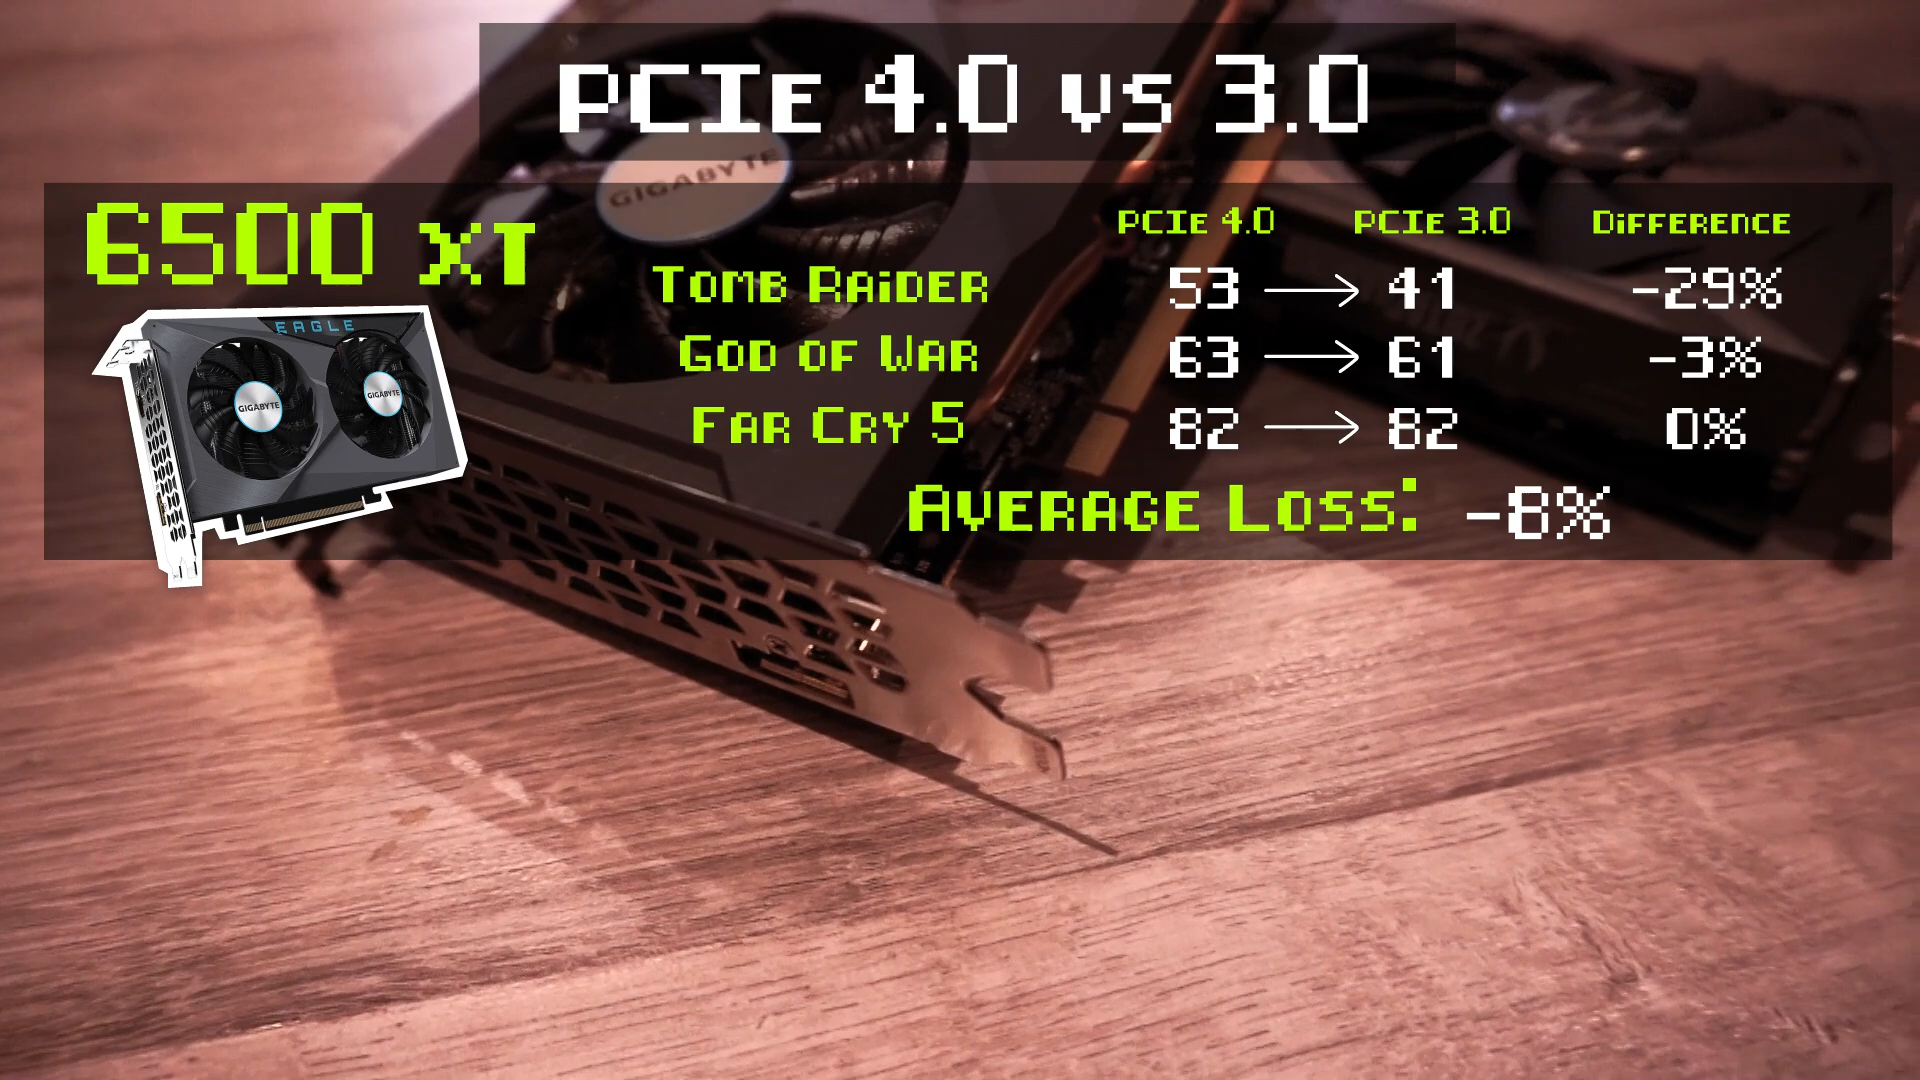 PCIe 4.0 vs 3.0
GIGABYTE
6500 XT
PCIe 4.0 PCIe 3.0 Difference
Tomb Raider 53 → 41 -29%
God of War 63 → 61 -3%
Far Cry 5 82 → 82 0%
Average Loss: -8%
EAGLE
GIGABYTE GIGABYTE